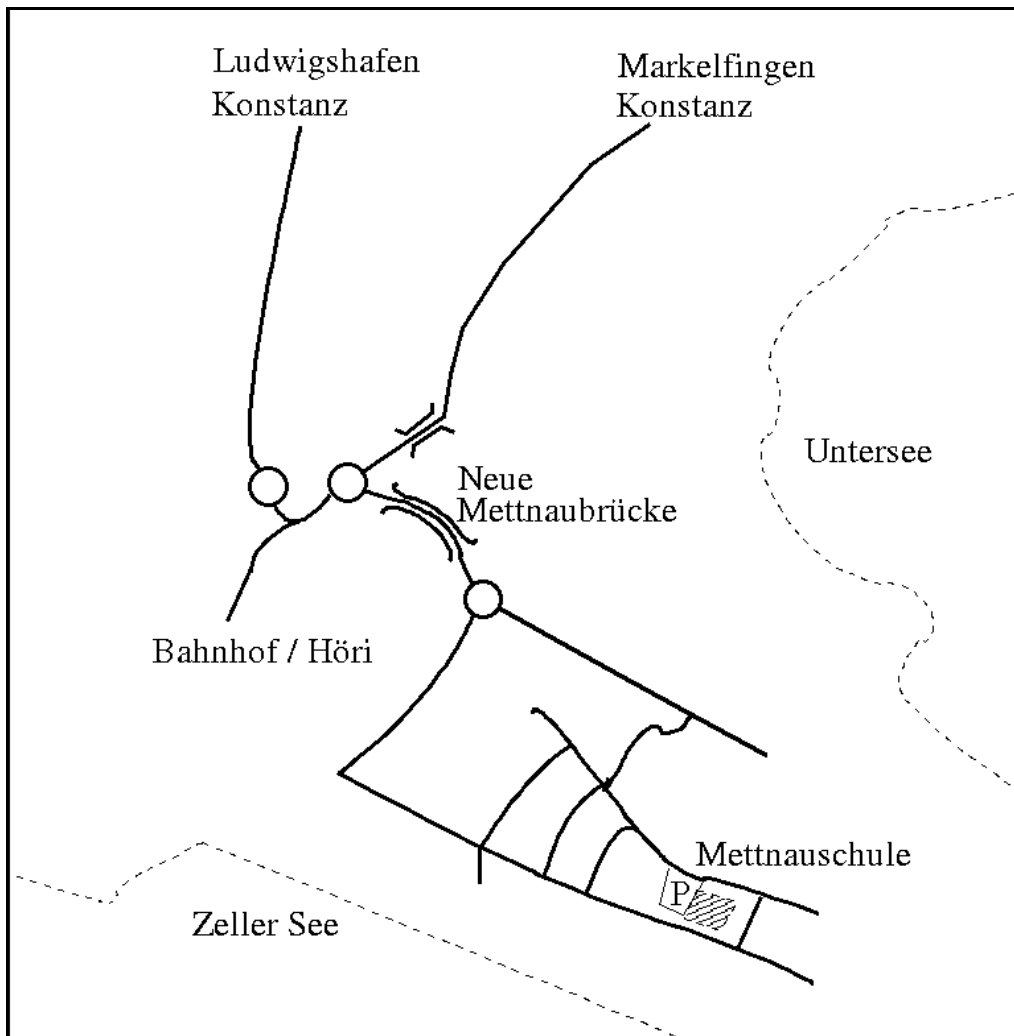 Ludwigshafen
Konstanz
Markelfingen
Konstanz
Untersee
Neue
Mettnaubrücke
Bahnhof / Höri
Mettnauschule
P
Zeller See